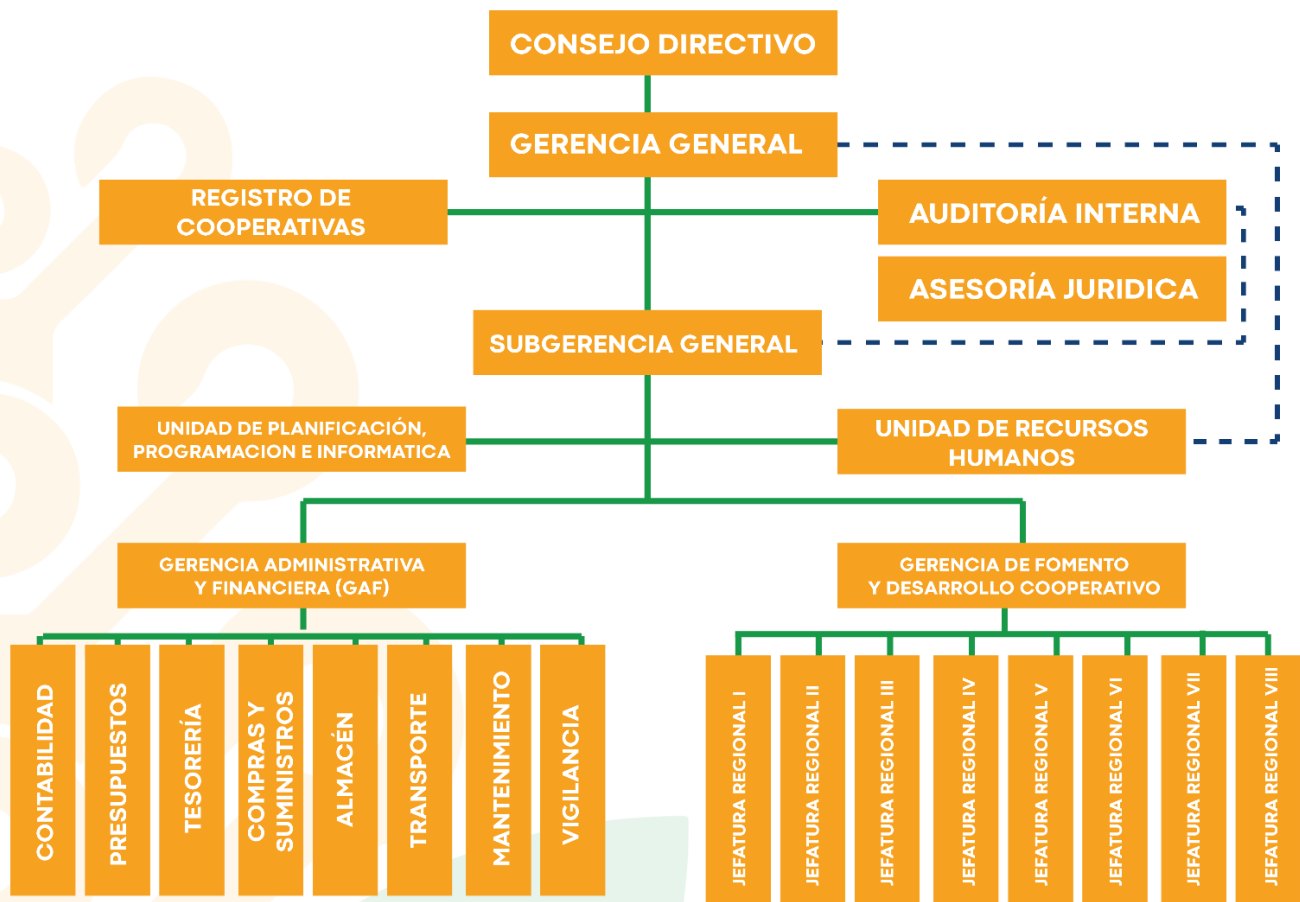 CONSEJO DIRECTIVO
GERENCIA GENERAL
REGISTRO DE
COOPERATIVAS
AUDITORÍA INTERNA
ASESORÍA JURIDICA
SUBGERENCIA GENERAL
UNIDAD DE PLANIFICACIÓN,
PROGRAMACION E INFORMATICA
UNIDAD DE RECURSOS
HUMANOS
GERENCIA ADMINISTRATIVA
Y FINANCIERA (GAF)
GERENCIA DE FOMENTO
Y DESARROLLO COOPERATIVO
CONTABILIDAD
PRESUPUESTOS
TESORERÍA
COMPRAS Y
SUMINISTROS
ALMACÉN
TRANSPORTE
MANTENIMIENTO
VIGILANCIA
JEFATURA REGIONAL I
JEFATURA REGIONAL II
JEFATURA REGIONAL III
JEFATURA REGIONAL IV
JEFATURA REGIONAL V
JEFATURA REGIONAL VI
JEFATURA REGIONAL VII
JEFATURA REGIONAL VIII